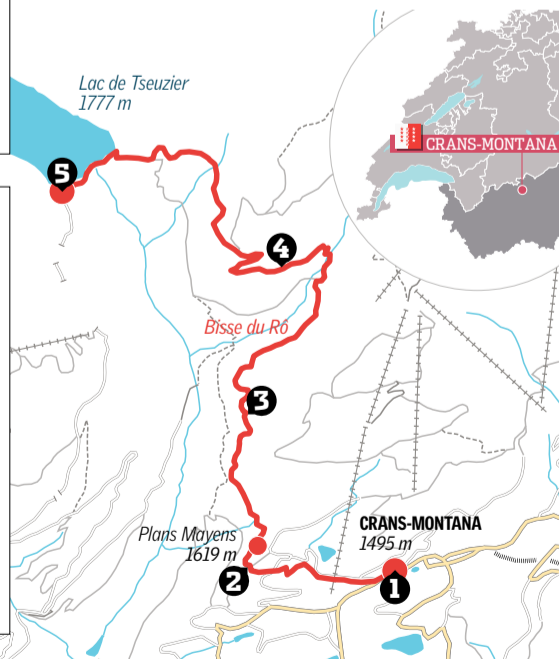 Lac de Tseuzier
1777 m
CRANS-MONTANA
5
4
Bisse du Rô
3
Plans Mayens
1619 m
2
CRANS-MONTANA
1495 m
1